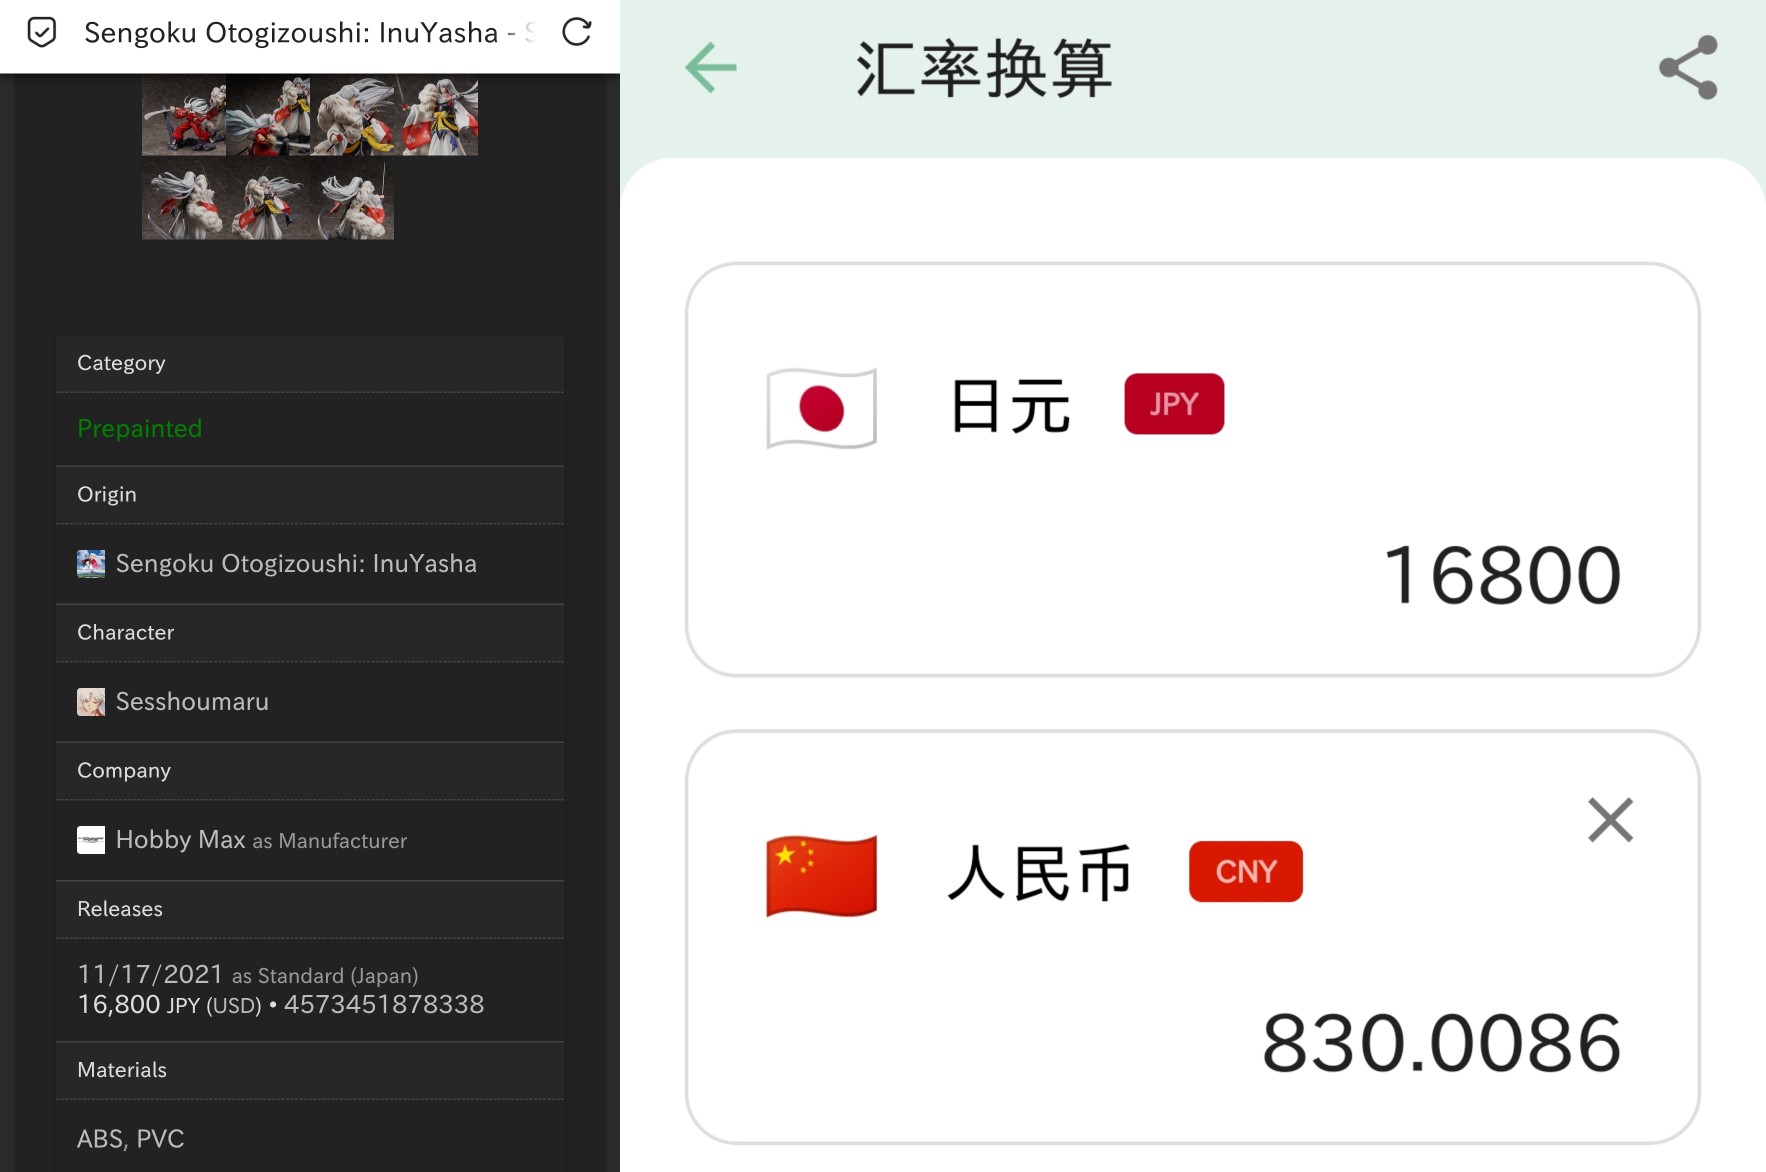 Sengoku Otogizoushi: InuYasha -
Category
Prepainted
Origin
Sengoku Otogizoushi: InuYasha
Character
Sesshoumaru
Company
Hobby Max as Manufacturer
Releases
11/17/2021 as Standard (Japan)
16,800 JPY (USD) • 4573451878338
Materials
ABS, PVC
汇率换算
日元 JPY
16800
人民币 CNY
830.0086